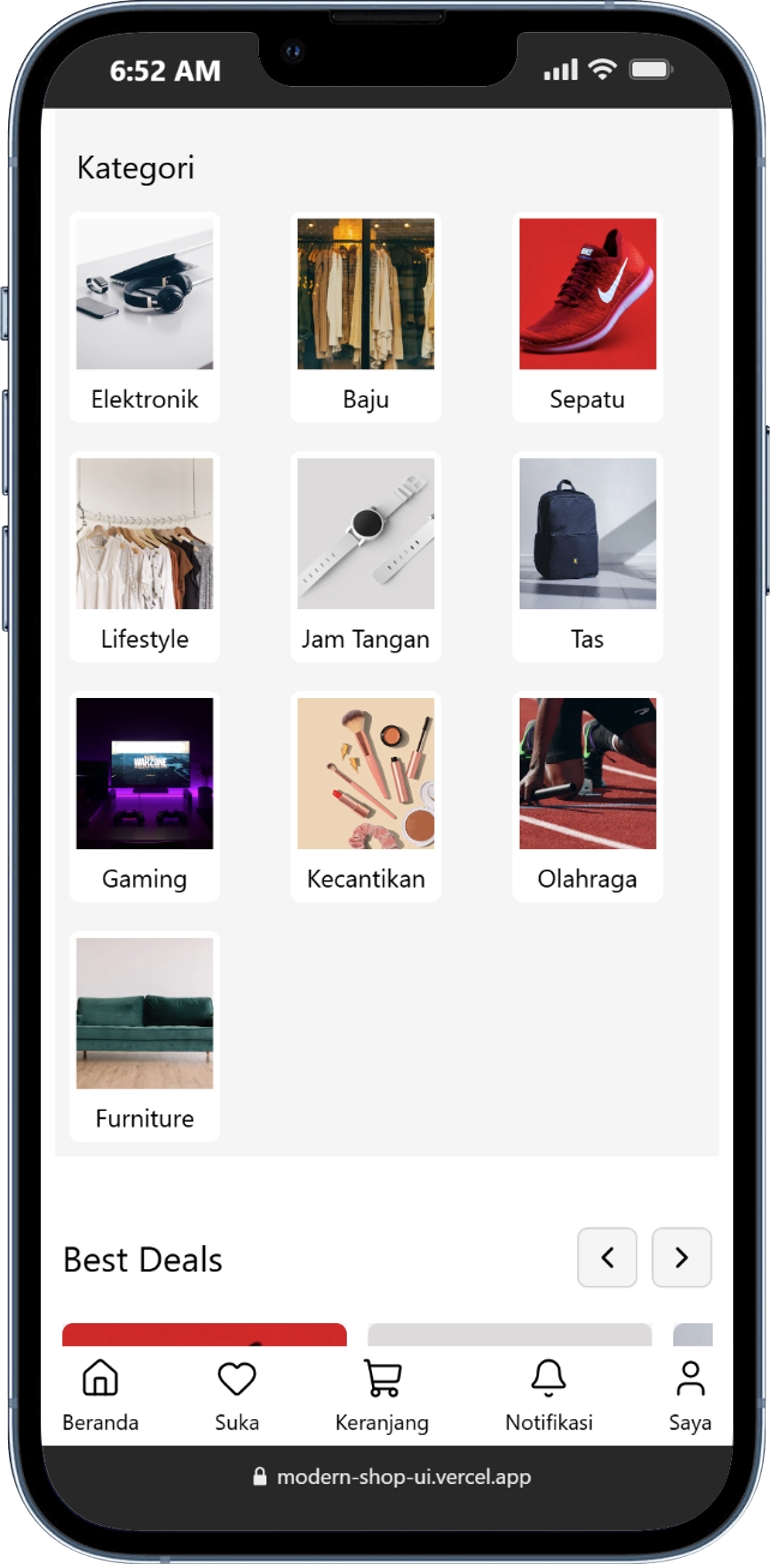 6:52 AM
Kategori
Elektronik
Baju
Sepatu
Lifestyle
Jam Tangan
Tas
WARZONE
Gaming
Kecantikan
Olahraga
Furniture
Best Deals
Beranda
Suka
Keranjang
Notifikasi
Saya
modern-shop-ui.vercel.app